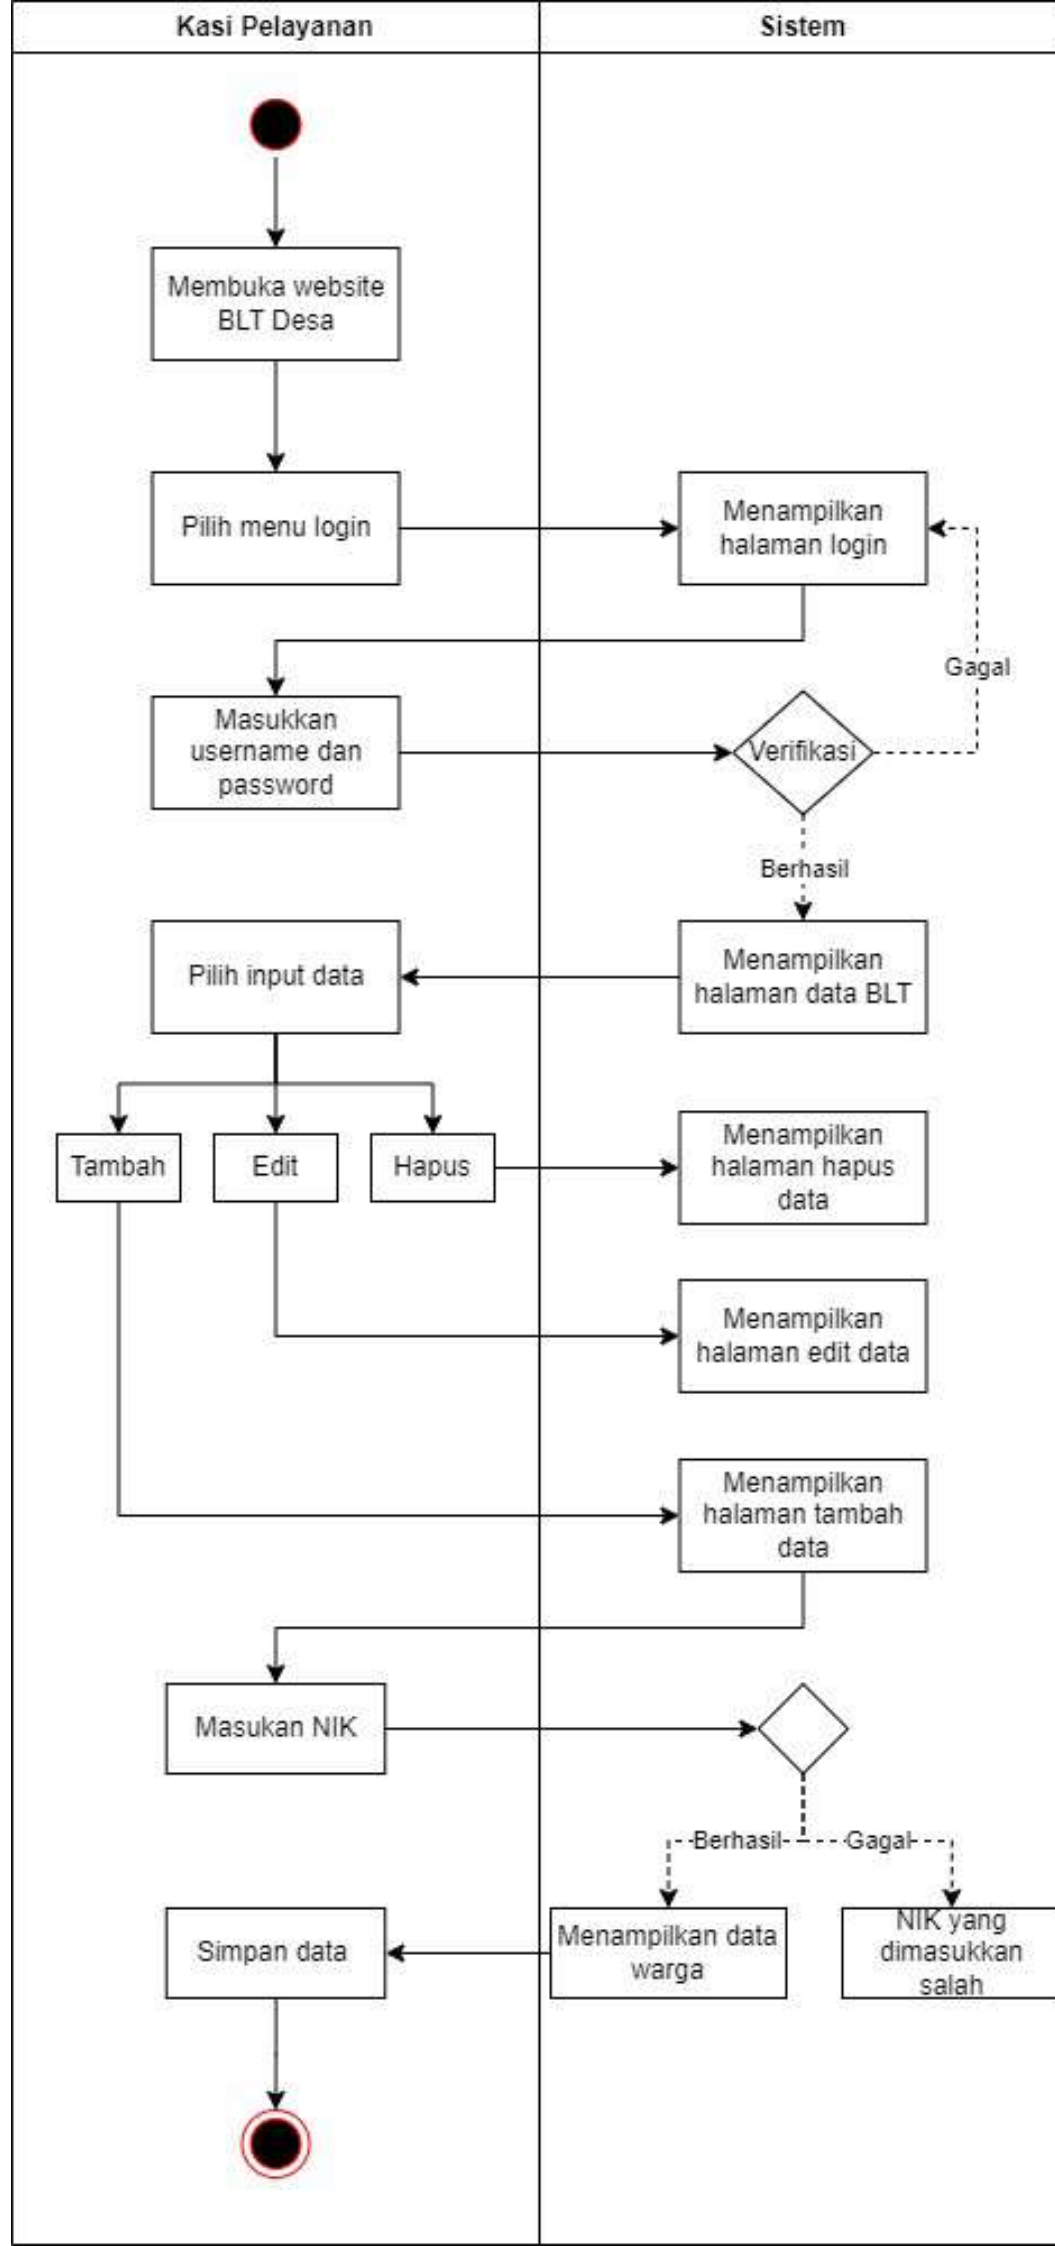 Kasi Pelayanan
Sistem
Membuka website
BLT Desa
Pilih menu login
Menampilkan
halaman login
Gagal
Masukkan
username dan
password
Verifikasi
Berhasil
Pilih input data
Menampilkan
halaman data BLT
Tambah
Edit
Hapus
Menampilkan
halaman hapus
data
Menampilkan
halaman edit data
Menampilkan
halaman tambah
data
Masukan NIK
Berhasil
Gagal
Simpan data
Menampilkan data
warga
NIK yang
dimasukkan
salah